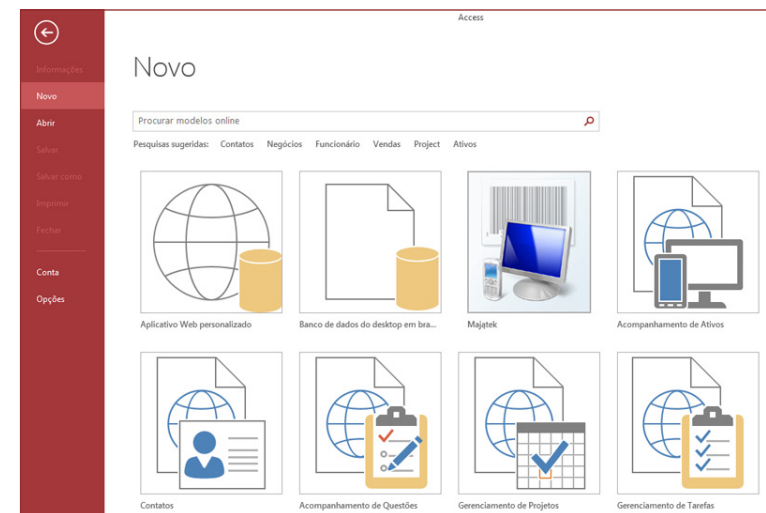 Access
Informações
Novo
Abrir
Salvar
Salvar como
Imprimir
Fechar
Conta
Opções
Novo
Procurar modelos online
Pesquisas sugeridas: Contatos Negócios Funcionário Vendas Project Ativos
Aplicativo Web personalizado Banco de dados do desktop em bra... Majątek Acompanhamento de Ativos
Contatos Acompanhamento de Questões Gerenciamento de Projetos Gerenciamento de Tarefas